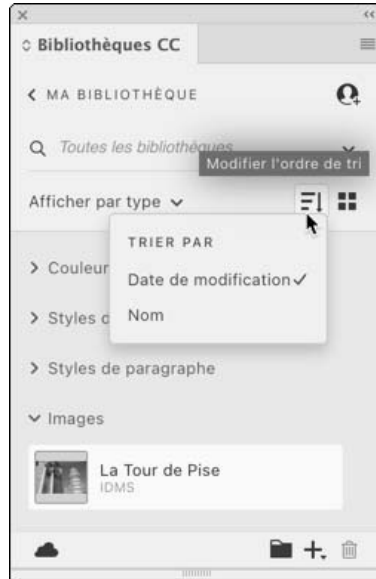 Bibliothèques CC
MA BIBLIOTHÈQUE
Toutes les bibliothèques
Modifier l'ordre de tri
Afficher par type
TRIER PAR
Couleur
Date de modification
Styles d
Nom
Styles de paragraphe
Images
La Tour de Pise
IDMS